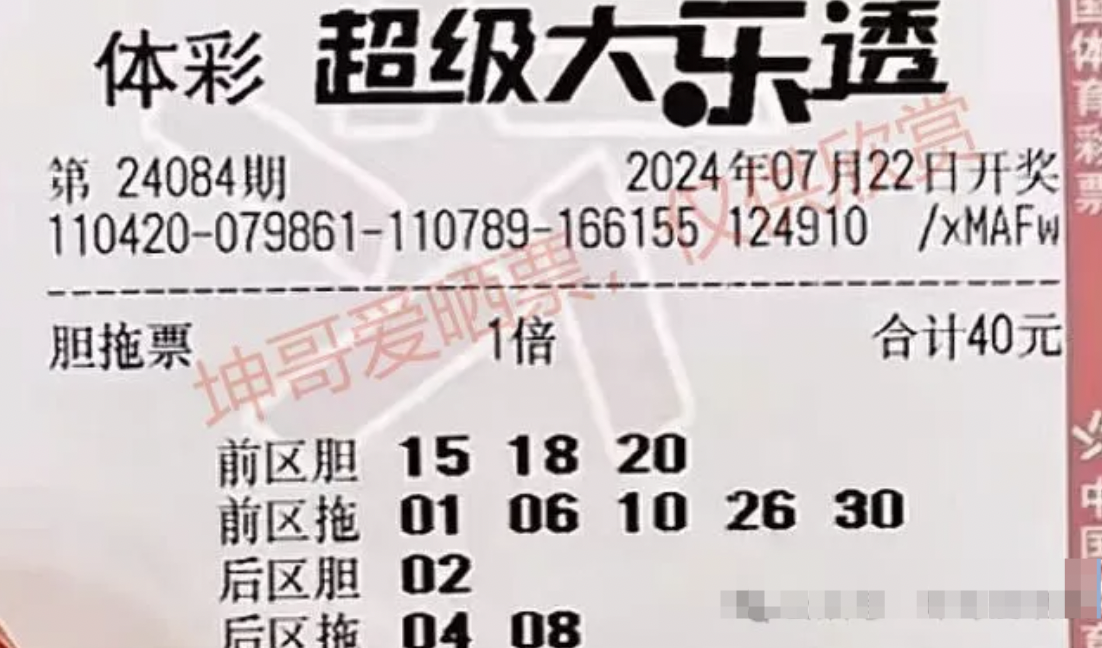 体彩 超级大乐透
第 24084期 2024年07月22日开奖
110420-079861-110789-166155 124910 /xMAFw
胆拖票 1倍 合计40元
坤哥爱晒票,仅供欣赏
前区胆 15 18 20
前区拖 01 06 10 26 30
后区胆 02
后区拖 04 08
国体育彩票
中国
育